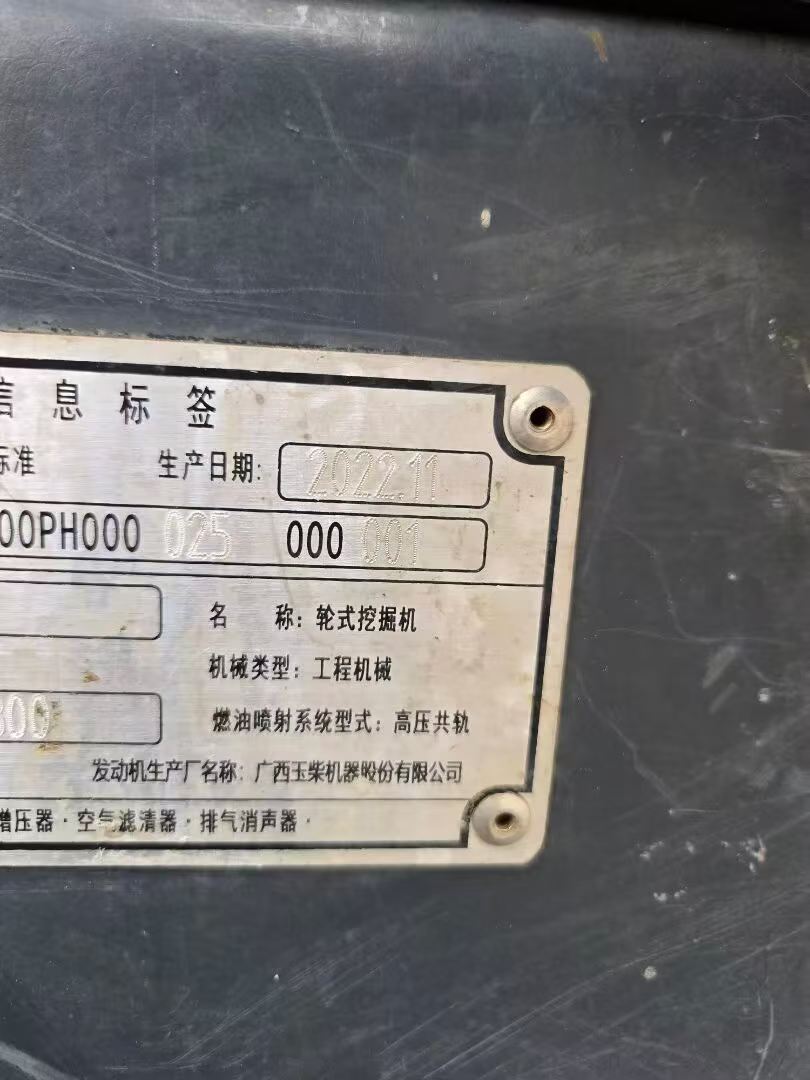 信息标签
标准 生产日期: 2022.11
00PH000 025 000 001
名 称: 轮式挖掘机
机械类型: 工程机械
300 燃油喷射系统型式: 高压共轨
发动机生产厂名称: 广西玉柴机器股份有限公司
增压器·空气滤清器·排气消声器·